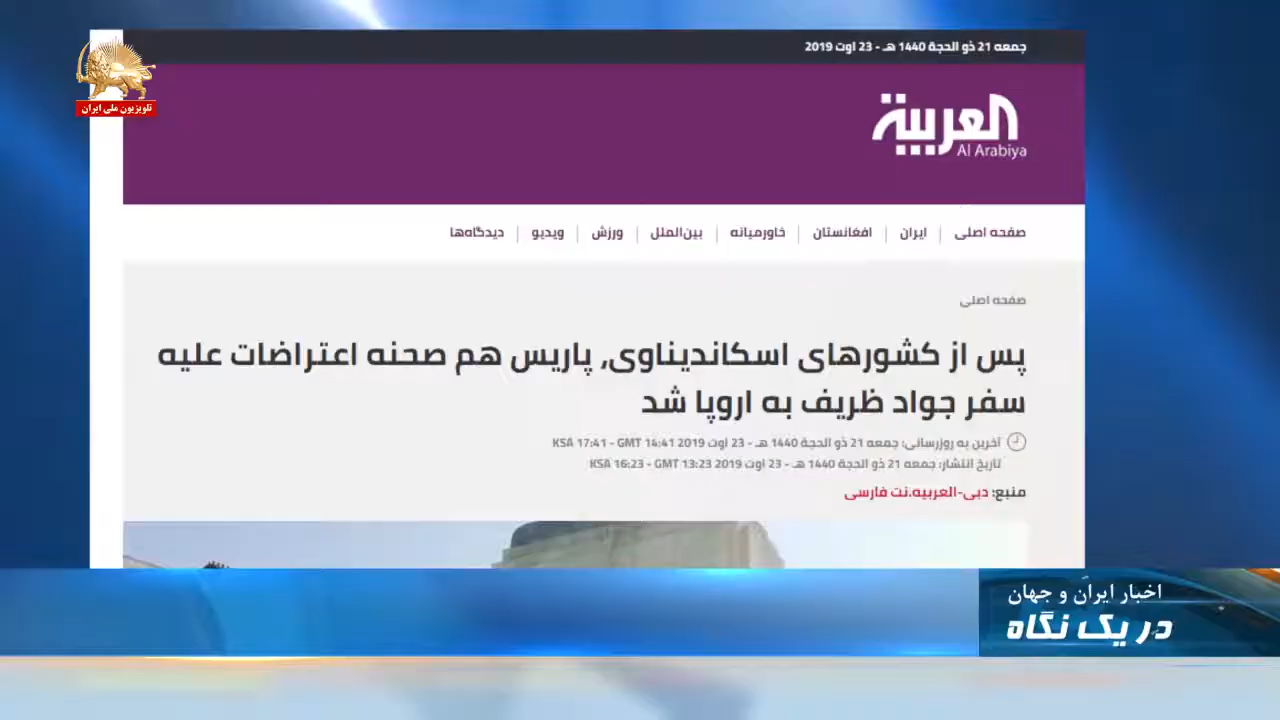 تلویزیون ملی ایران
جمعه 21 ذو الحجة 1440 هـ - 23 اوت 2019
العربية
Al Arabiya
صفحه اصلی | ایران | افغانستان | خاورمیانه | بین‌الملل | ورزش | ویدیو | دیدگاه‌ها
صفحه اصلی
پس از کشورهای اسکاندیناوی, پاریس هم صحنه اعتراضات علیه
سفر جواد ظریف به اروپا شد
آخرین به روزرسانی: جمعه 21 ذو الحجة 1440 هـ - 23 اوت 2019 KSA 17:41 - GMT 14:41
تاریخ انتشار: جمعه 21 ذو الحجة 1440 هـ - 23 اوت 2019 KSA 16:23 - GMT 13:23
منبع: دبی-العربیه.نت فارسی
اخبار ایران و جهان
در یک نگاه